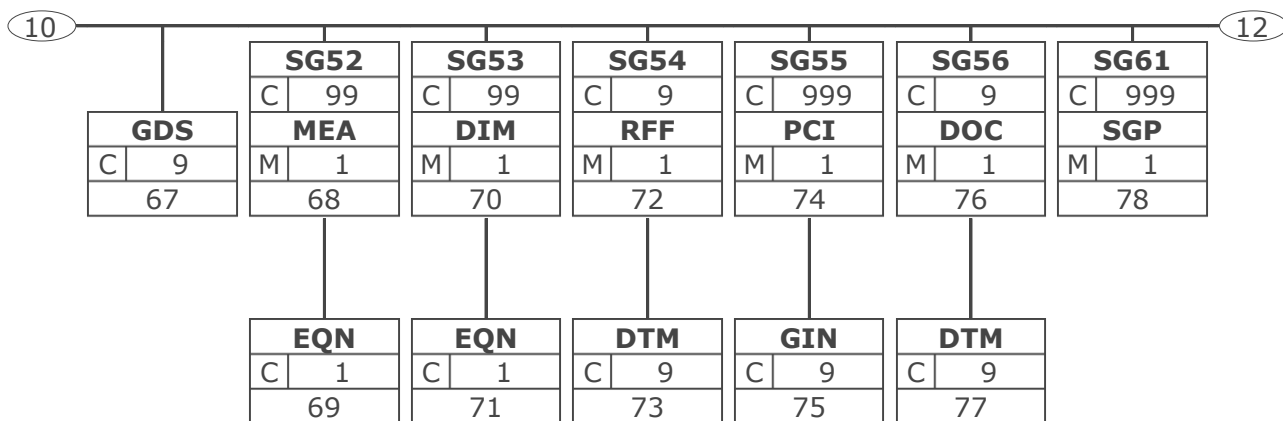 10 12
SG52 SG53 SG54 SG55 SG56 SG61
C 99 C 99 C 9 C 999 C 9 C 999
GDS MEA DIM RFF PCI DOC SGP
C 9 M 1 M 1 M 1 M 1 M 1 M 1
67 68 70 72 74 76 78
EQN EQN DTM GIN DTM
C 1 C 1 C 9 C 9 C 9
69 71 73 75 77